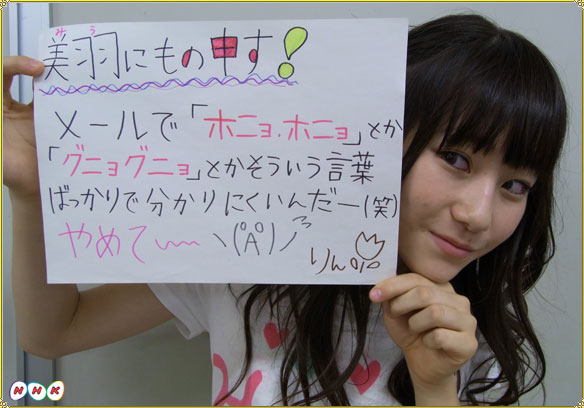 美羽にもの申す!
みう
メールで「ホニョ.ホニョ」とか
「グニョグニョ」とかそういう言葉
ばっかりで分かりにくいんだー(笑)
やめて〜〜ヽ(゚Д゚)ノ
りん
NHK